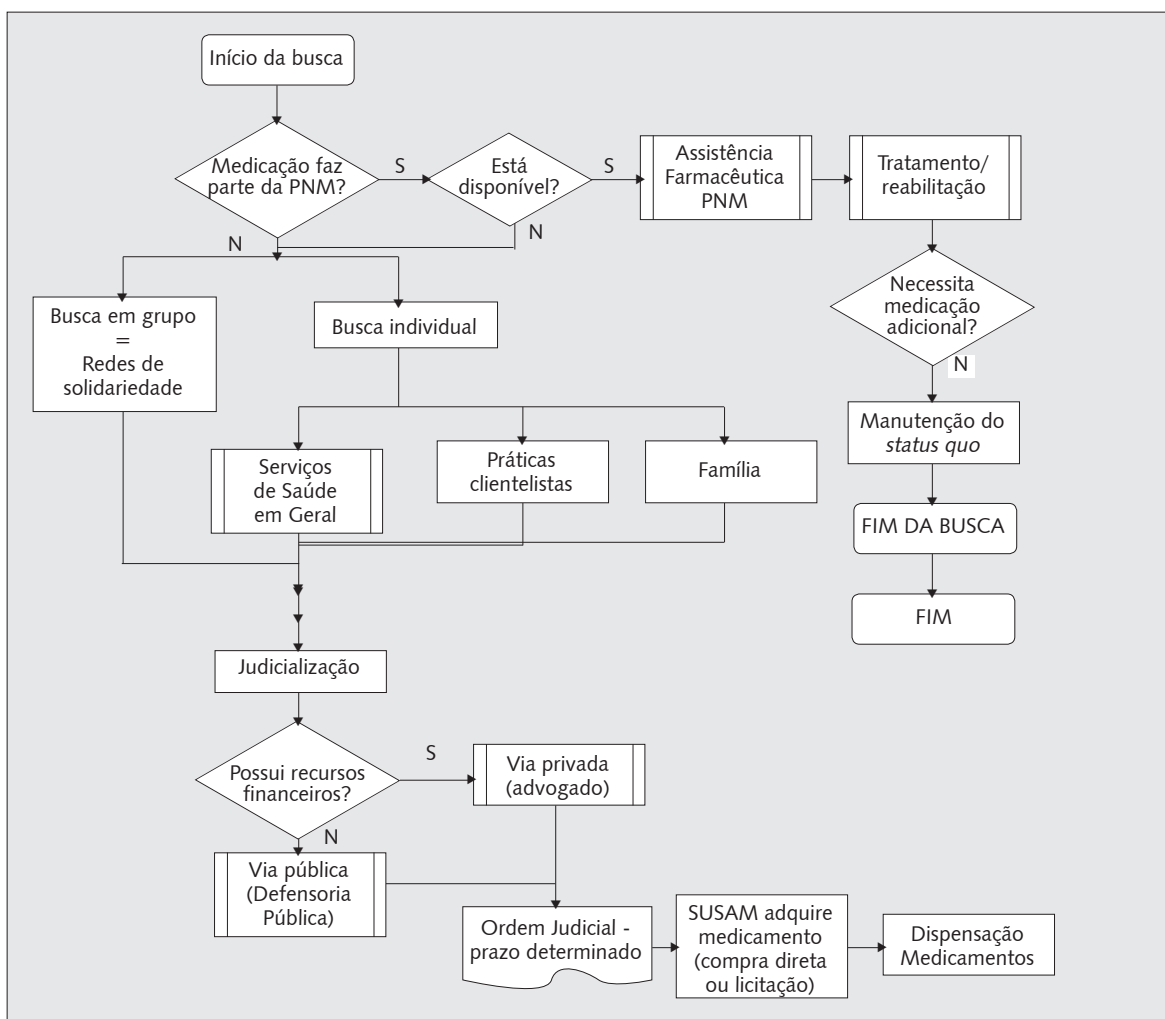 Início da busca
Medicação faz
parte da PNM?
S
Está
disponível?
S
Assistência
Farmacêutica
PNM
Tratamento/
reabilitação
N
N
Necessita
medicação
adicional?
N
Busca em grupo
=
Redes de
solidariedade
Busca individual
Manutenção do
status quo
Serviços
de Saúde
em Geral
Práticas
clientelistas
Família
FIM DA BUSCA
FIM
Judicialização
Possui recursos
financeiros?
S
Via privada
(advogado)
N
Via pública
(Defensoria
Pública)
Ordem Judicial -
prazo determinado
SUSAM adquire
medicamento
(compra direta
ou licitação)
Dispensação
Medicamentos